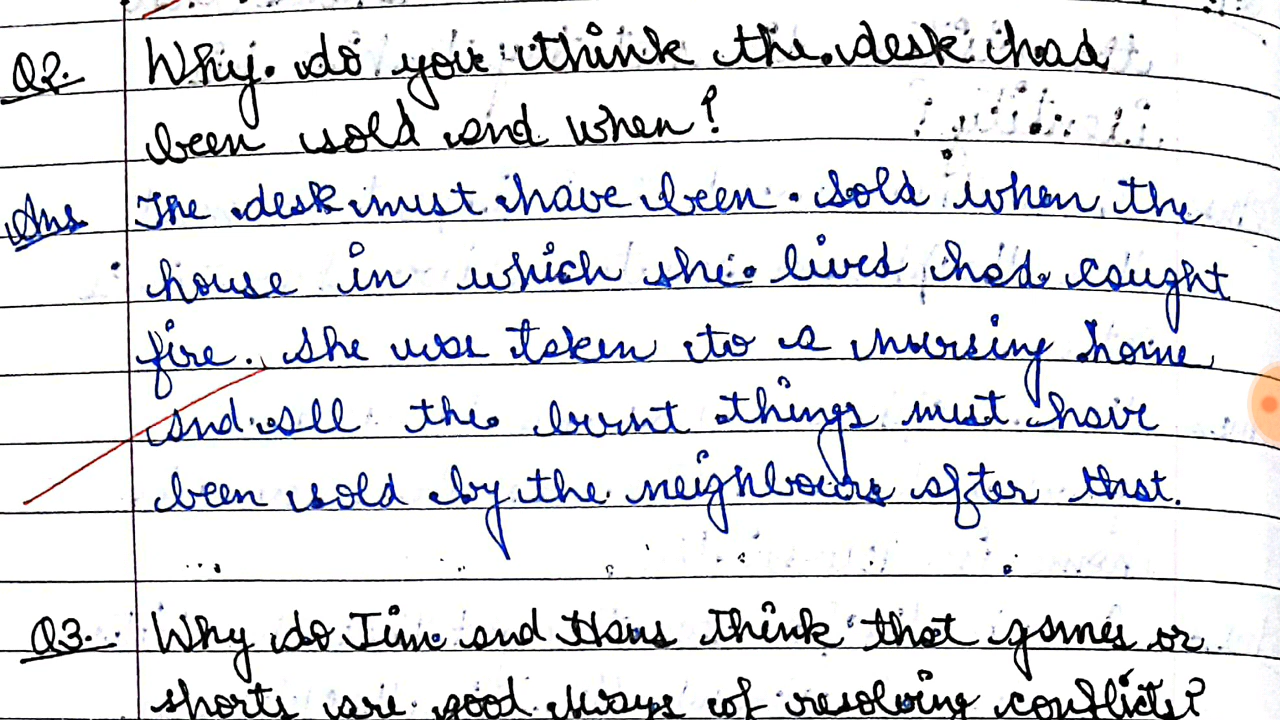 Q2. Why do you think the desk had
been sold and when?
Ans The desk must have been sold when the
house in which she lived had caught
fire. She was taken to a nursing home
and all the burnt things must have
been sold by the neighbours after that.
Q3. Why do Jim and Hans think that games or
shorts are good ways of resolving conflicts?